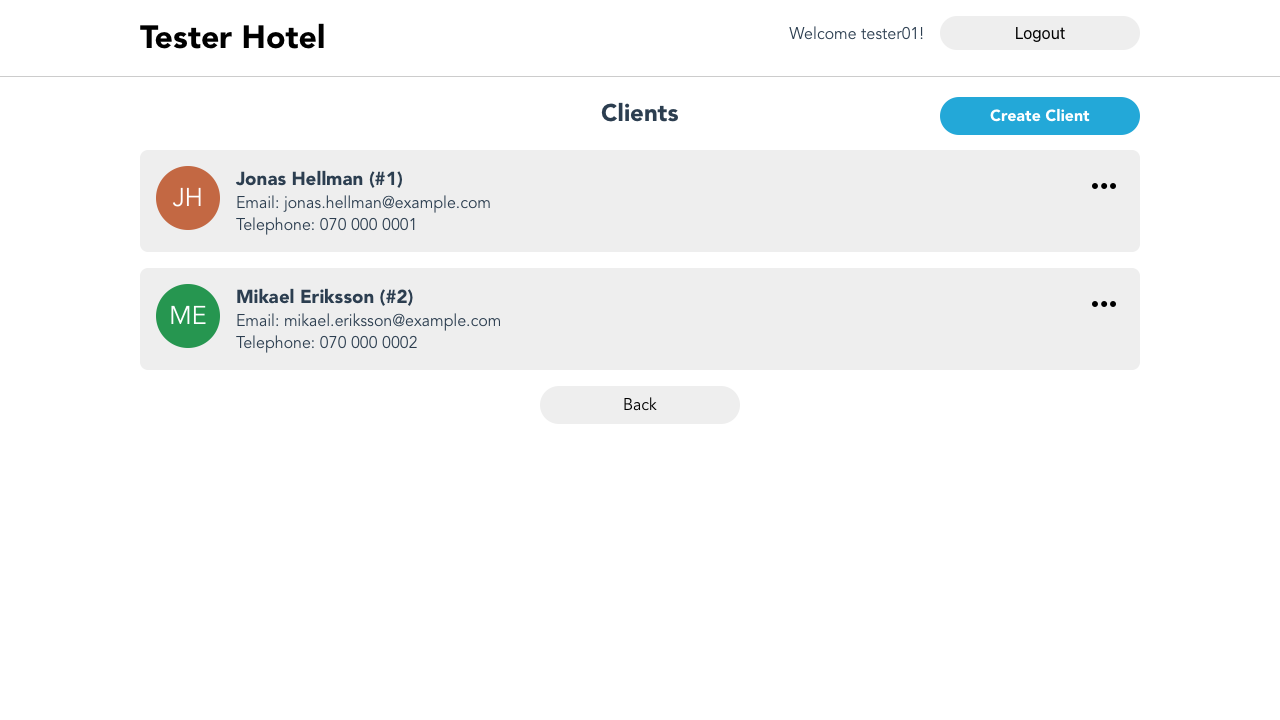 Tester Hotel
Welcome tester01!
Logout
Clients
Create Client
JH
Jonas Hellman (#1)
Email: jonas.hellman@example.com
Telephone: 070 000 0001
ME
Mikael Eriksson (#2)
Email: mikael.eriksson@example.com
Telephone: 070 000 0002
Back